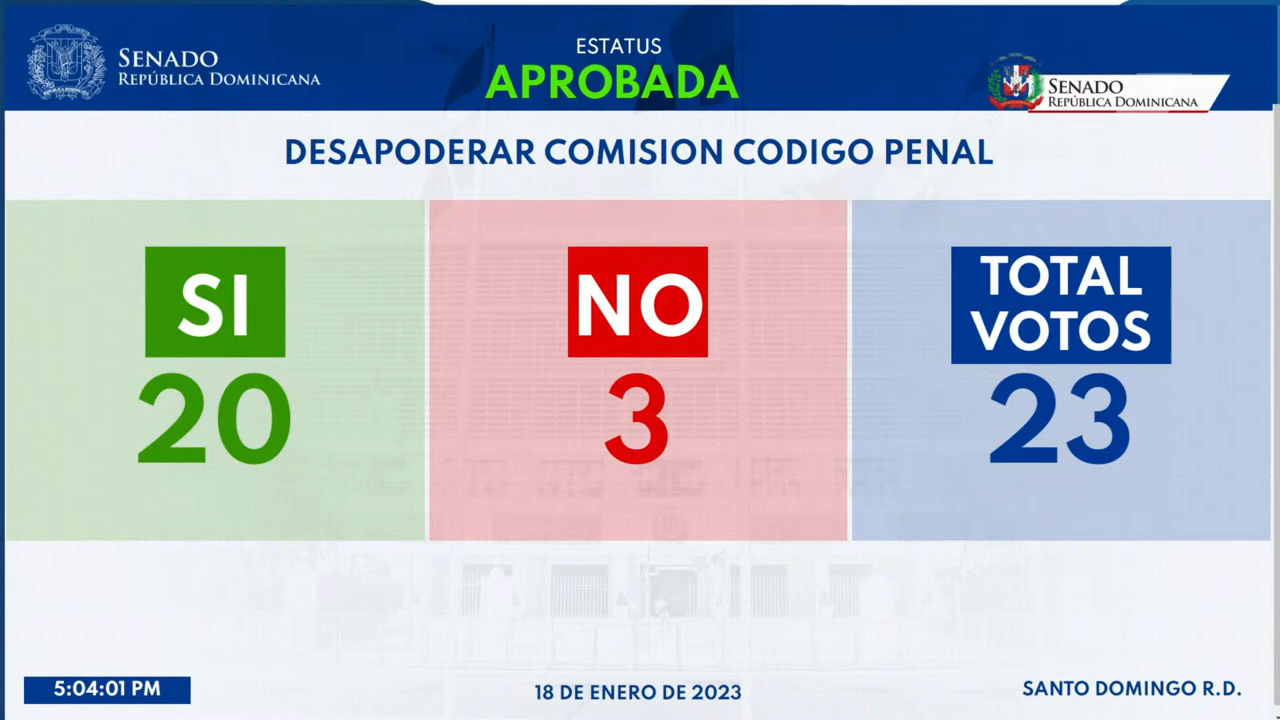 SENADO
REPÚBLICA DOMINICANA
ESTATUS
APROBADA
SENADO
REPÚBLICA DOMINICANA
DESAPODERAR COMISION CODIGO PENAL
SI
20
NO
3
TOTAL
VOTOS
23
5:04:01 PM
18 DE ENERO DE 2023
SANTO DOMINGO R.D.